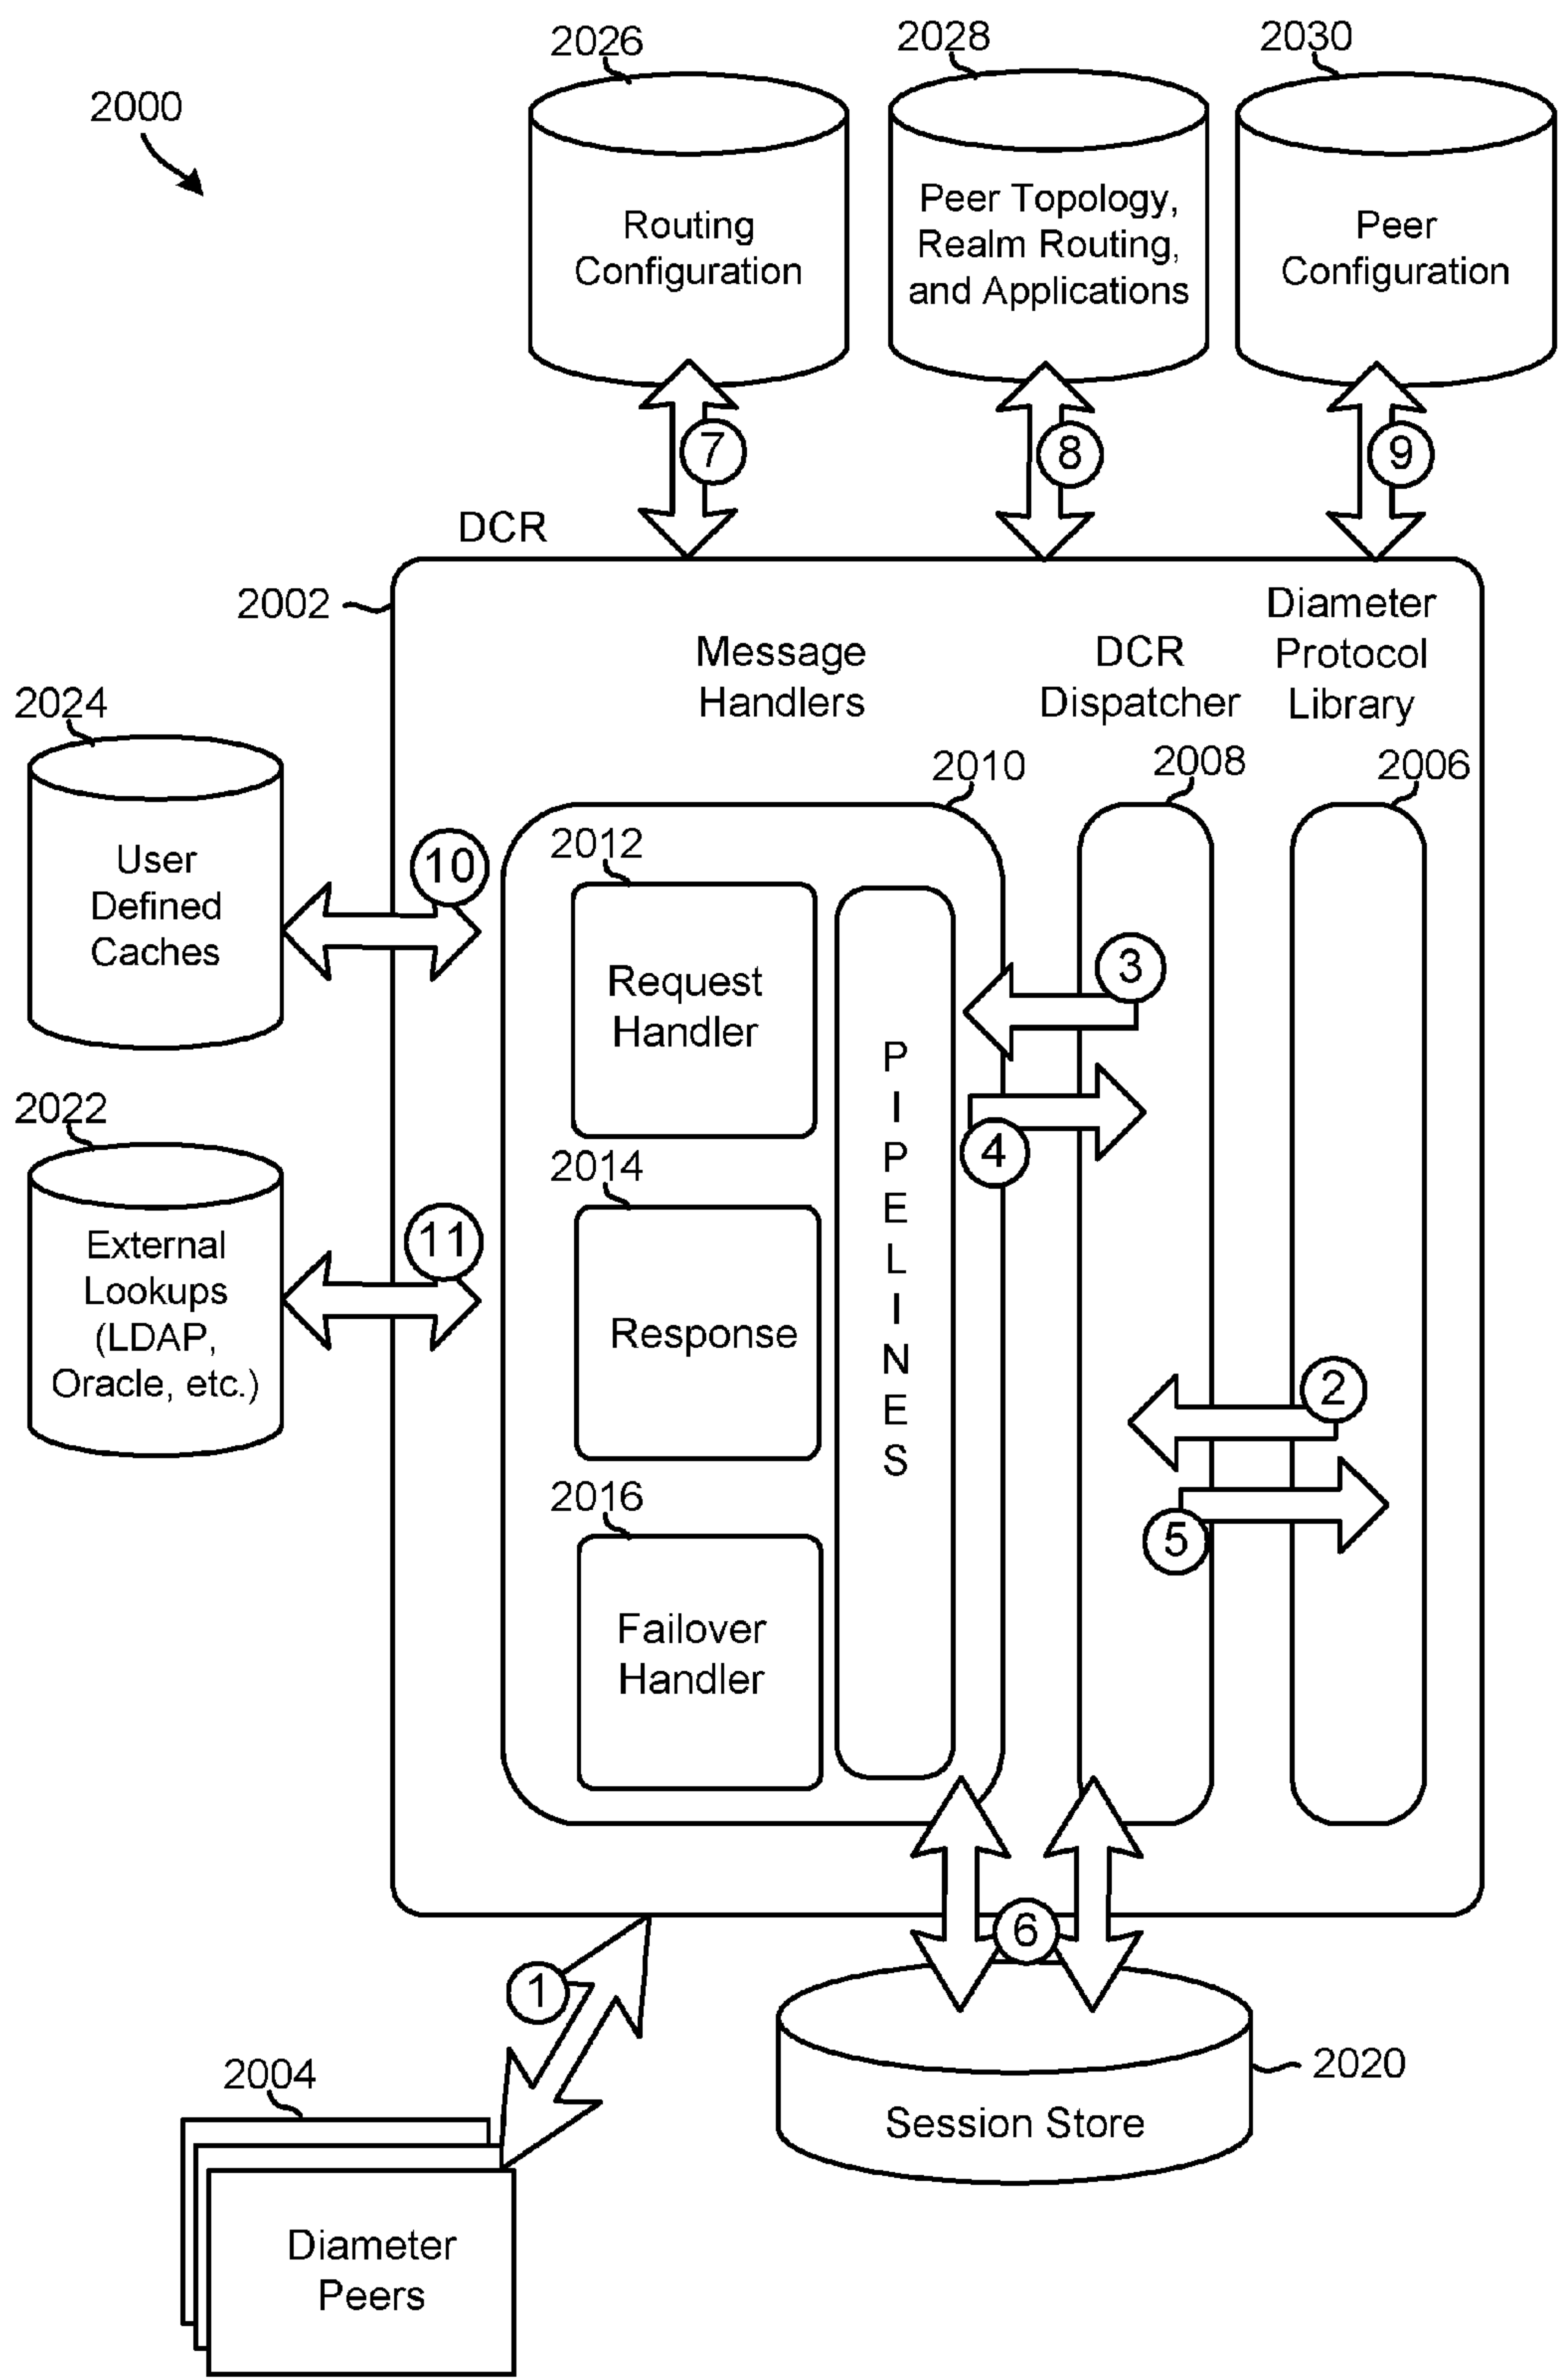 2026
2028
2030
2000
Routing
Configuration
Peer Topology,
Realm Routing,
and Applications
Peer
Configuration
7
8
9
DCR
2002
Message
Handlers
DCR
Dispatcher
Diameter
Protocol
Library
2024
2010
2008
2006
User
Defined
Caches
10
2012
Request
Handler
3
4
2022
External
Lookups
(LDAP,
Oracle, etc.)
11
2014
Response
PIPELINES
2
5
2016
Failover
Handler
6
1
2004
Diameter
Peers
2020
Session Store